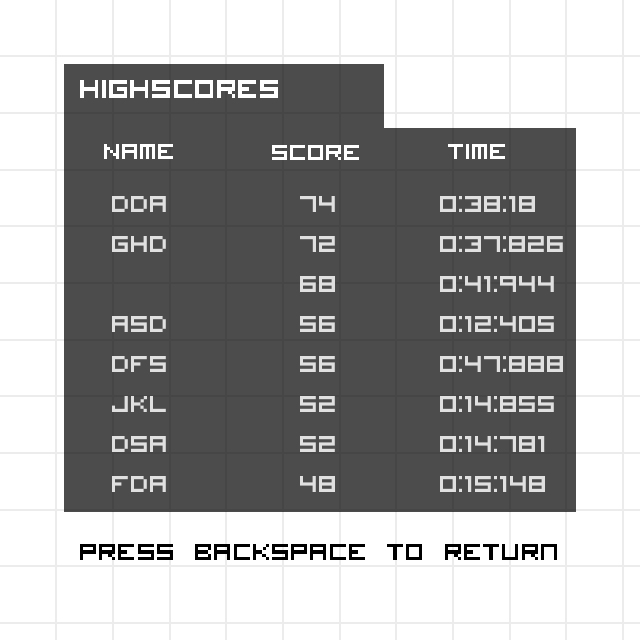 HIGHSCORES
NAME SCORE TIME
DDA 74 0:38:18
GHD 72 0:37:826
68 0:41:944
ASD 56 0:12:405
DFS 56 0:47:888
JKL 52 0:14:855
DSA 52 0:14:781
FDA 48 0:15:148
PRESS BACKSPACE TO RETURN